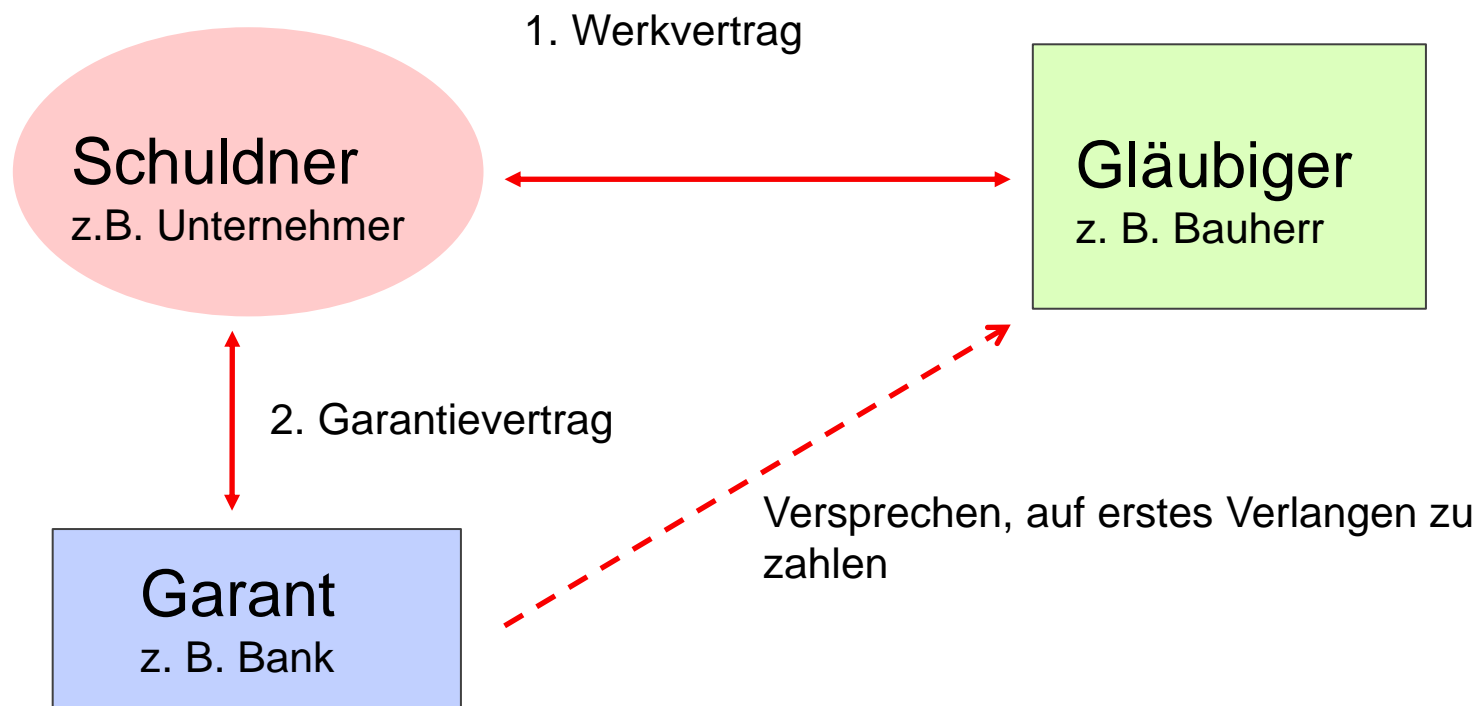 1. Werkvertrag
Schuldner
z.B. Unternehmer
Gläubiger
z. B. Bauherr
2. Garantievertrag
Versprechen, auf erstes Verlangen zu
zahlen
Garant
z. B. Bank